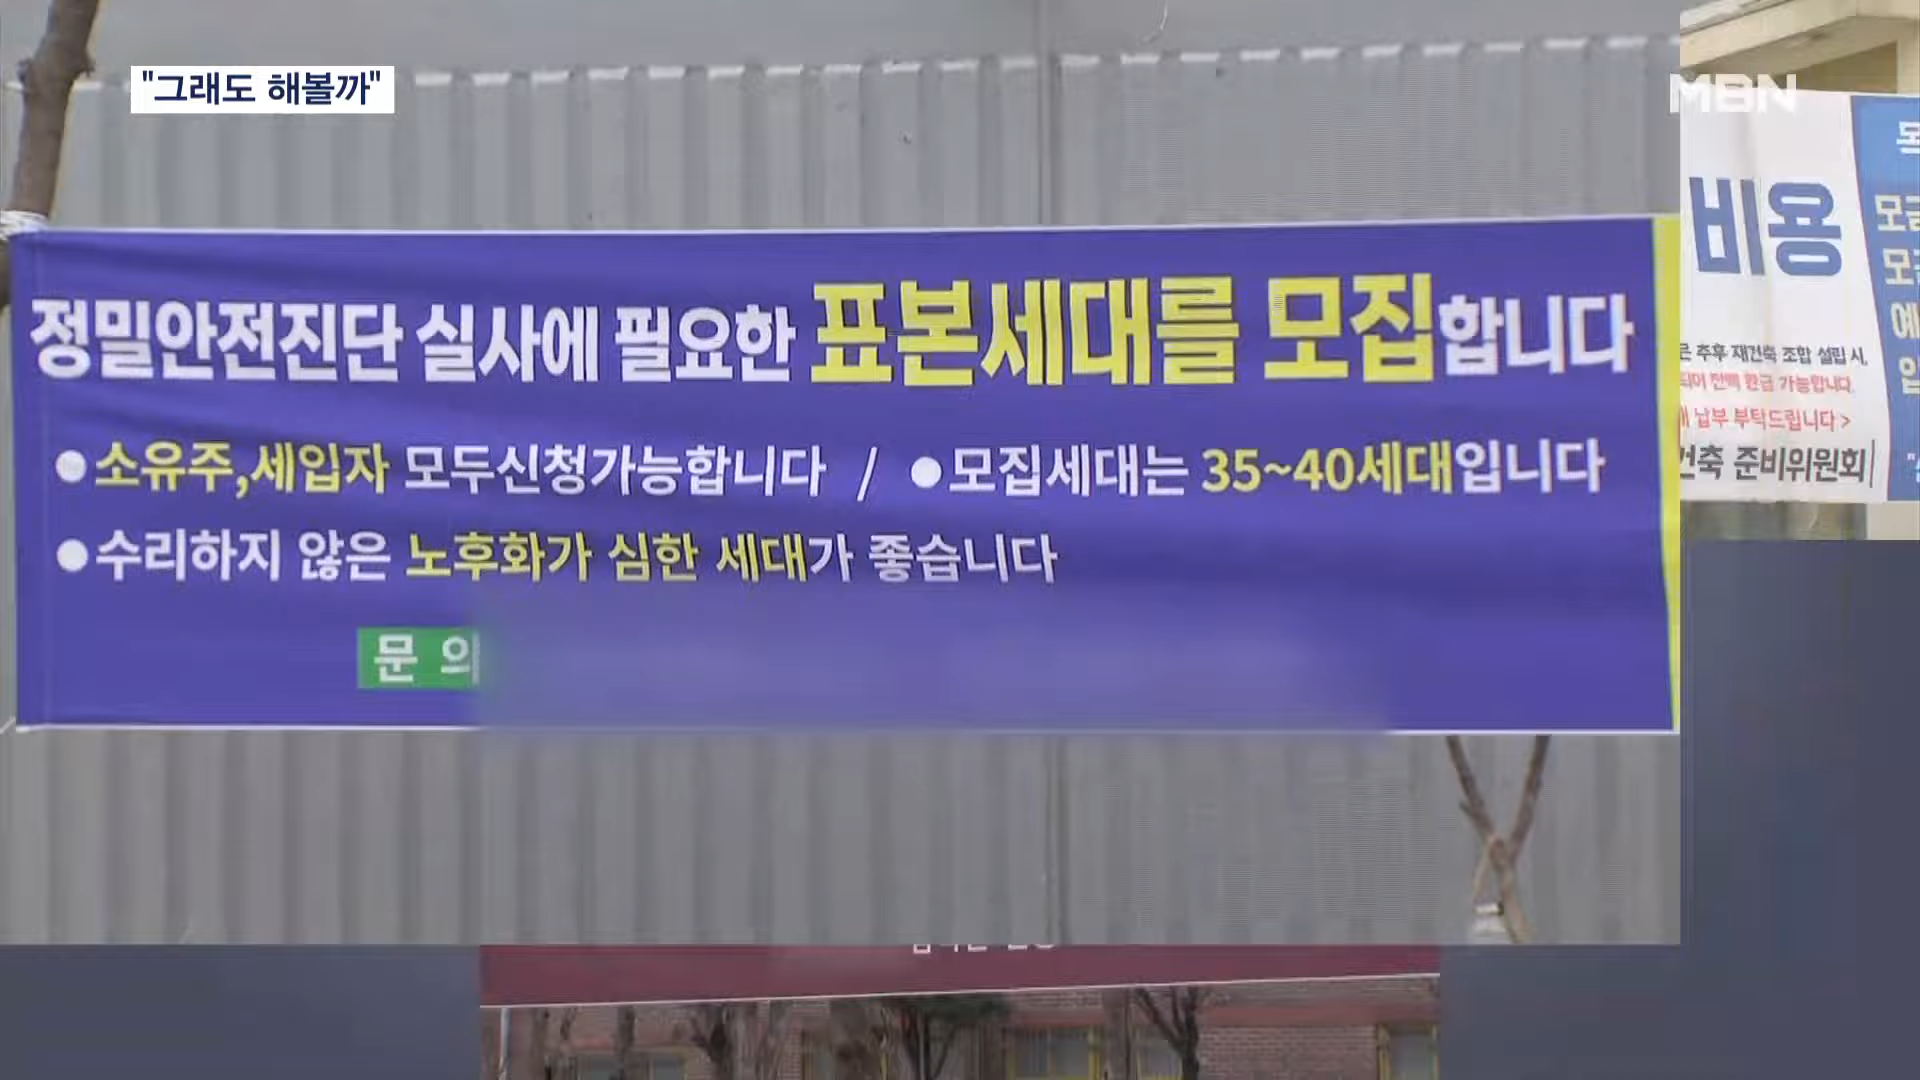 "그래도 해볼까"
MBN
정밀안전진단 실사에 필요한 표본세대를 모집합니다
●소유주,세입자 모두신청가능합니다 / ●모집세대는 35~40세대입니다
●수리하지 않은 노후화가 심한 세대가 좋습니다
문 의
비용
추후 재건축 조합 설립 시,
전액 환급 가능합니다.
납부 부탁드립니다 >
건축 준비위원회